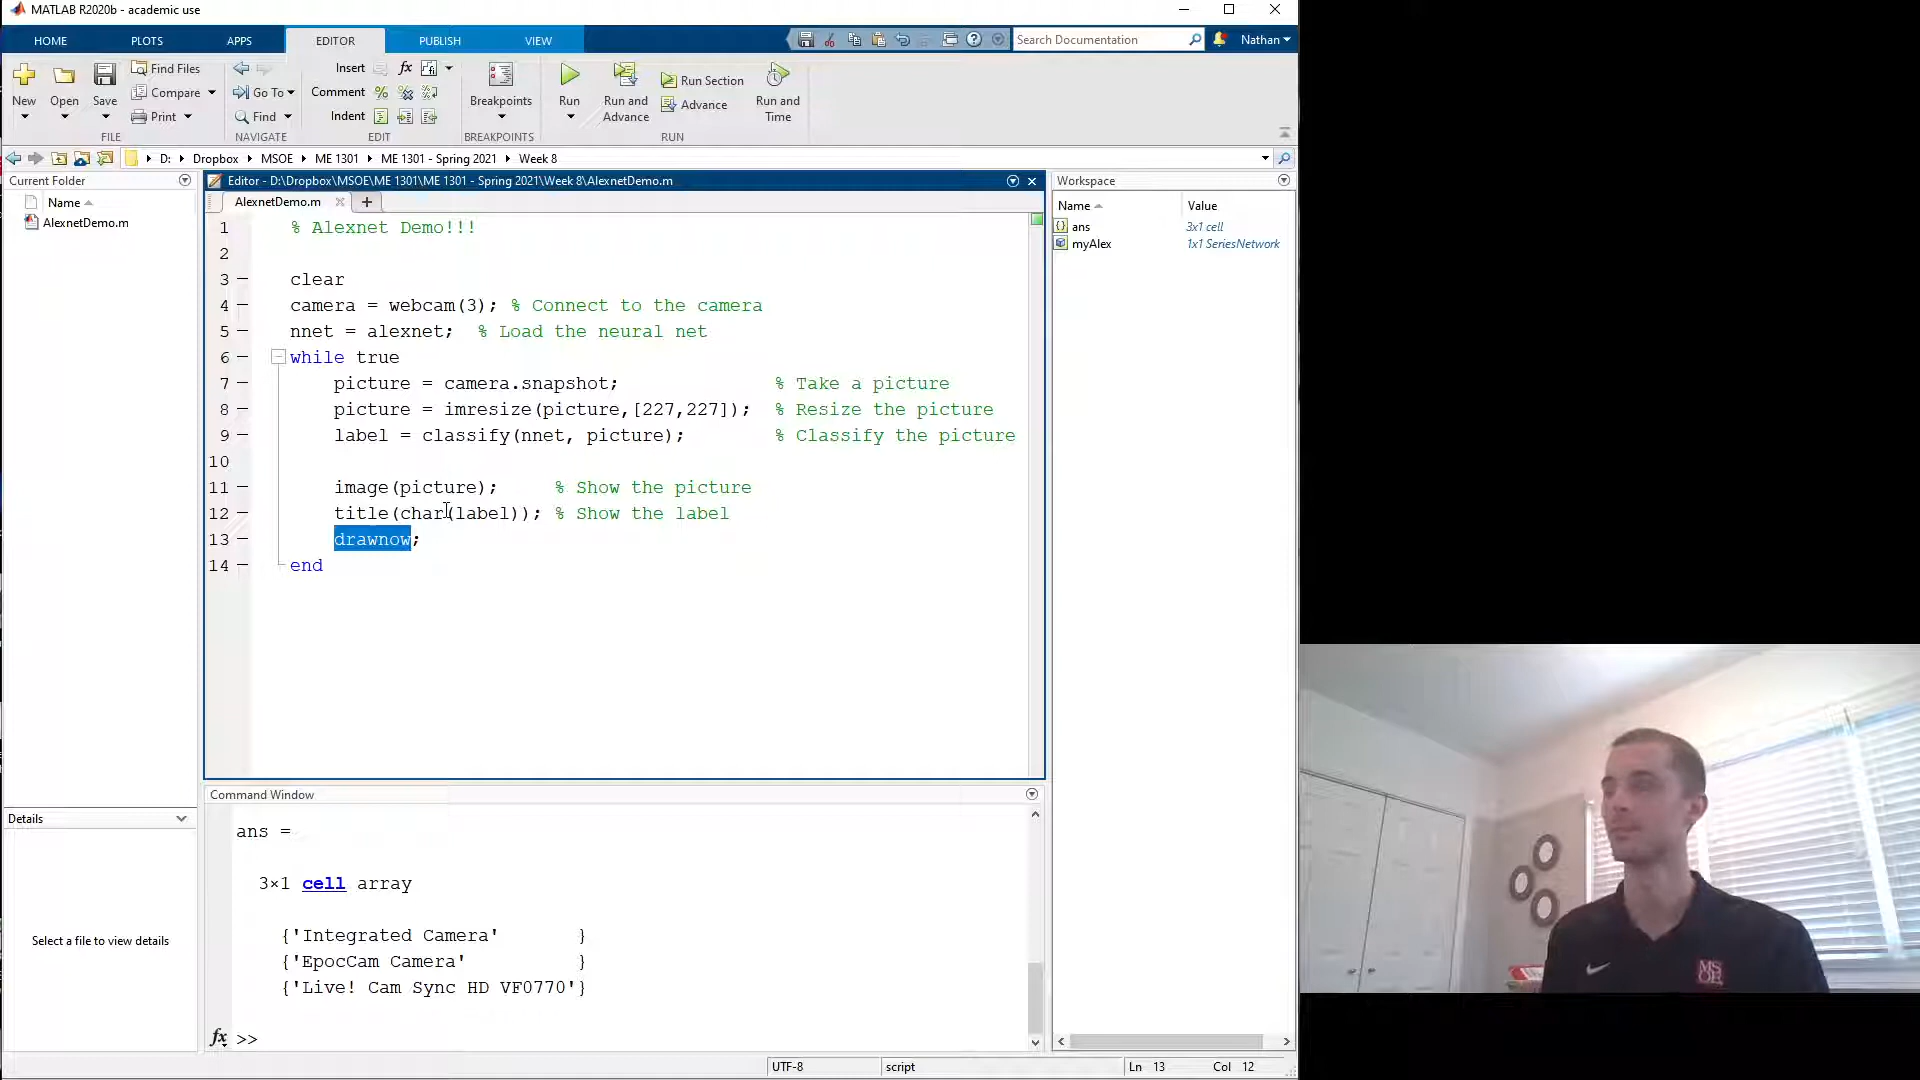 MATLAB R2020b - academic use
HOME PLOTS APPS EDITOR PUBLISH VIEW
Search Documentation
Nathan
New Open Save
Find Files
Compare
Print
FILE
Go To
Find
NAVIGATE
Insert fx
Comment
Indent
EDIT
Breakpoints
BREAKPOINTS
Run
Run and Advance
Run Section
Advance
Run and Time
RUN
D: Dropbox MSOE ME 1301 ME 1301 - Spring 2021 Week 8
Current Folder
Name
AlexnetDemo.m
Details
Select a file to view details
Editor - D:\Dropbox\MSOE\ME 1301\ME 1301 - Spring 2021\Week 8\AlexnetDemo.m
AlexnetDemo.m
1 % Alexnet Demo!!!
2
3 clear
4 camera = webcam(3); % Connect to the camera
5 nnet = alexnet; % Load the neural net
6 while true
7 picture = camera.snapshot; % Take a picture
8 picture = imresize(picture,[227,227]); % Resize the picture
9 label = classify(nnet, picture); % Classify the picture
10
11 image(picture); % Show the picture
12 title(char(label)); % Show the label
13 drawnow;
14 end
Command Window
ans =
3×1 cell array
{'Integrated Camera' }
{'EpocCam Camera' }
{'Live! Cam Sync HD VF0770'}
fx >>
Workspace
Name Value
ans 3x1 cell
myAlex 1x1 SeriesNetwork
UTF-8 script Ln 13 Col 12
MS
OE